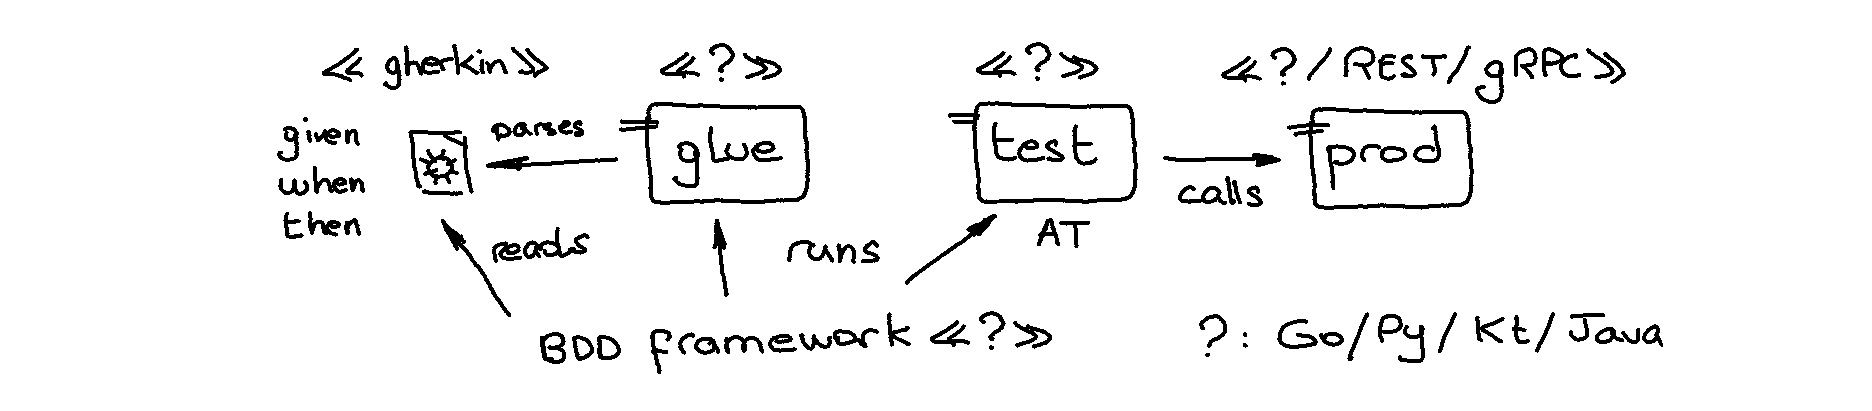 ≪ gherkin ≫ ≪?≫ ≪?≫ ≪?/REST/gRPC≫
given
when
then
parses
glue
test
prod
calls
AT
reads
runs
BDD framework ≪?≫
?: Go/Py/Kt/Java